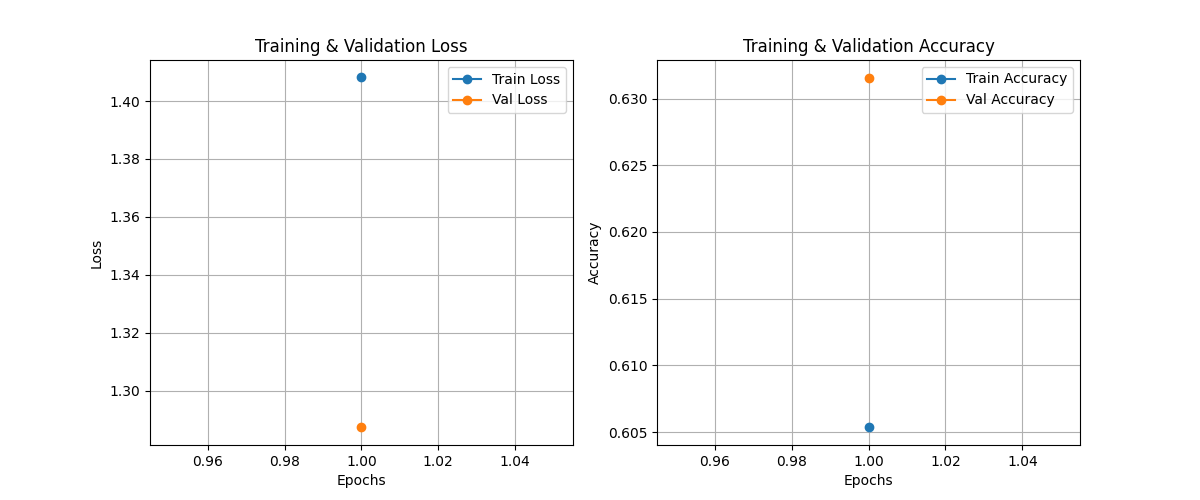 Training & Validation Loss
Train Loss
Val Loss
1.40
1.38
1.36
1.34
1.32
1.30
Loss
0.96 0.98 1.00 1.02 1.04
Epochs
Training & Validation Accuracy
Train Accuracy
Val Accuracy
0.630
0.625
0.620
0.615
0.610
0.605
Accuracy
0.96 0.98 1.00 1.02 1.04
Epochs